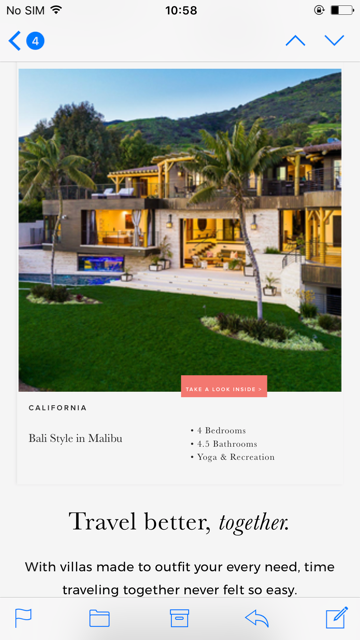 No SIM
10:58
4
TAKE A LOOK INSIDE >
CALIFORNIA
Bali Style in Malibu
• 4 Bedrooms
• 4.5 Bathrooms
• Yoga & Recreation
Travel better, together.
With villas made to outfit your every need, time
traveling together never felt so easy.